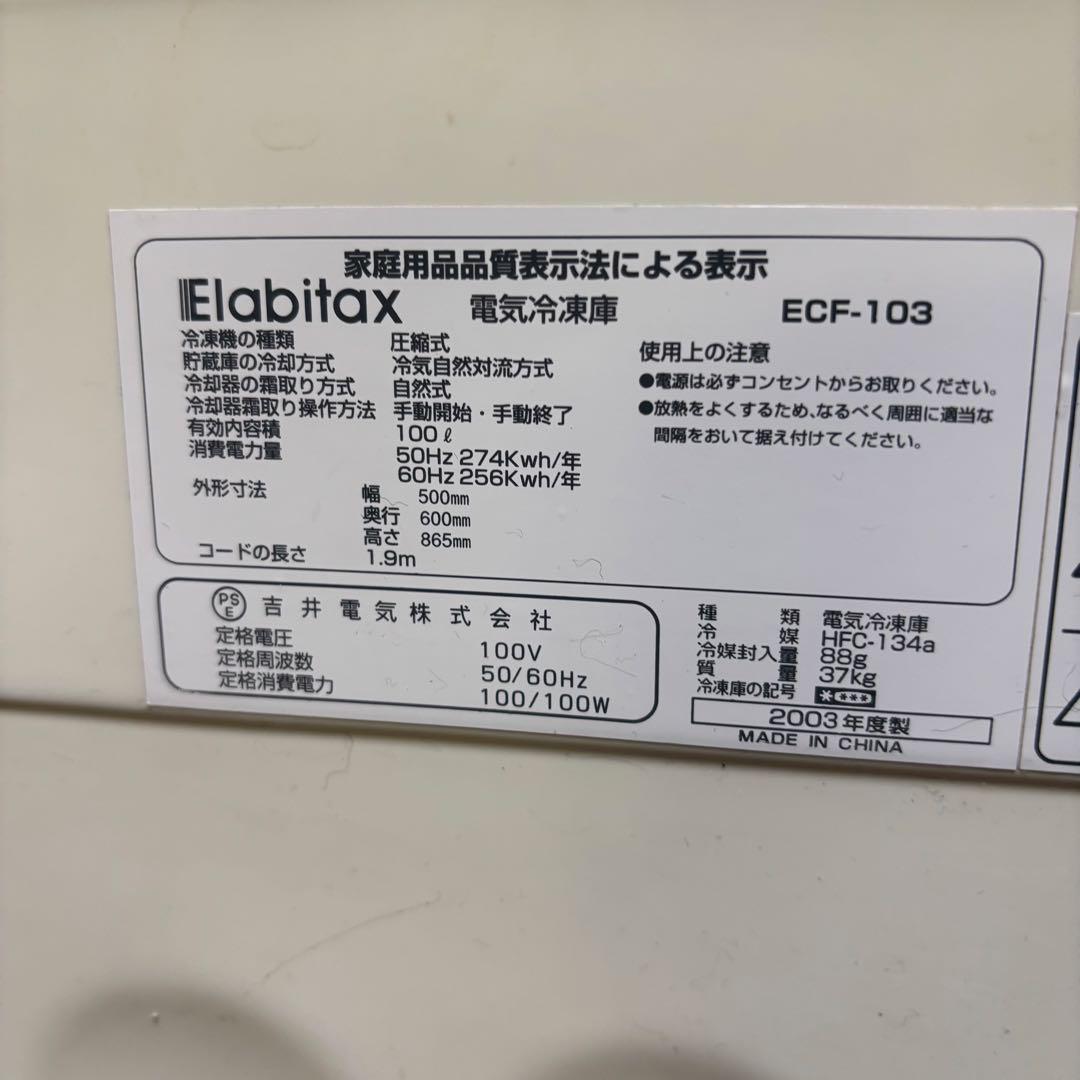 家庭用品品質表示法による表示
Elabitax 電気冷凍庫 ECF-103
冷凍機の種類 圧縮式
貯蔵庫の冷却方式 冷気自然対流方式
冷却器の霜取り方式 自然式
冷却器霜取り操作方法 手動開始・手動終了
有効内容積 100ℓ
消費電力量 50Hz 274Kwh/年
60Hz 256Kwh/年
外形寸法 幅 500mm
奥行 600mm
高さ 865mm
コードの長さ 1.9m
使用上の注意
●電源は必ずコンセントからお取りください。
●放熱をよくするため、なるべく周囲に適当な
間隔をおいて据え付けてください。
PSE 吉井電気株式会社
定格電圧 100V
定格周波数 50/60Hz
定格消費電力 100/100W
種類 電気冷凍庫
冷媒 HFC-134a
冷媒封入量 88g
質量 37kg
冷凍庫の記号 ****
2003年度製
MADE IN CHINA